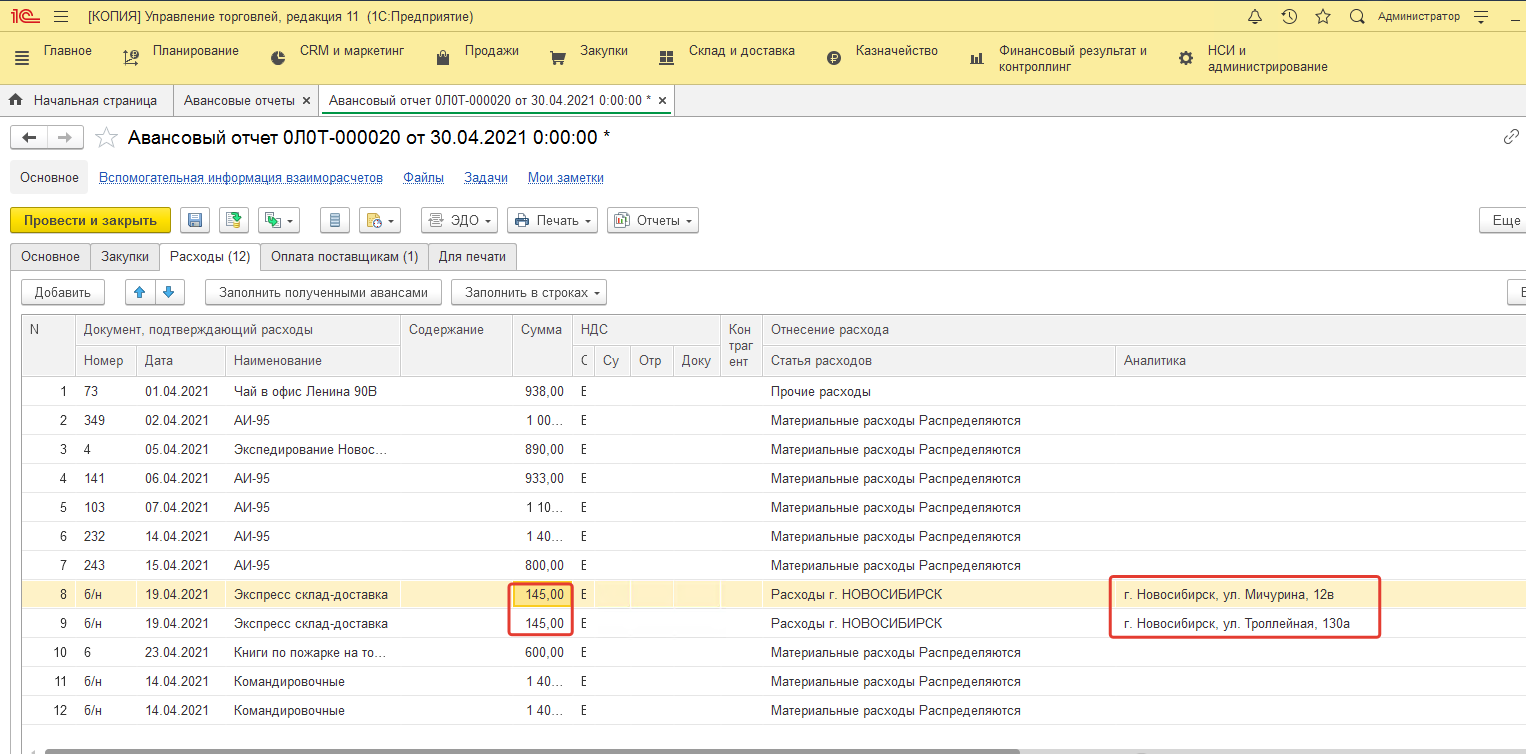 [КОПИЯ] Управление торговлей, редакция 11 (1С:Предприятие)
Администратор
Главное
Планирование
CRM и маркетинг
Продажи
Закупки
Склад и доставка
Казначейство
Финансовый результат и
контроллинг
НСИ и
администрирование
Начальная страница
Авансовые отчеты ×
Авансовый отчет 0Л0Т-000020 от 30.04.2021 0:00:00 * ×
Авансовый отчет 0Л0Т-000020 от 30.04.2021 0:00:00 *
Основное Вспомогательная информация взаиморасчетов Файлы Задачи Мои заметки
Провести и закрыть ЭДО Печать Отчеты Еще
Основное Закупки Расходы (12) Оплата поставщикам (1) Для печати
Добавить Заполнить полученными авансами Заполнить в строках
N Документ, подтверждающий расходы Содержание Сумма НДС Контрагент Отнесение расхода
Номер Дата Наименование С Су Отр Доку Статья расходов Аналитика
1 73 01.04.2021 Чай в офис Ленина 90В 938,00 Прочие расходы
2 349 02.04.2021 АИ-95 1 00... Материальные расходы Распределяются
3 4 05.04.2021 Экспедирование Новос... 890,00 Материальные расходы Распределяются
4 141 06.04.2021 АИ-95 933,00 Материальные расходы Распределяются
5 103 07.04.2021 АИ-95 1 10... Материальные расходы Распределяются
6 232 14.04.2021 АИ-95 1 40... Материальные расходы Распределяются
7 243 15.04.2021 АИ-95 800,00 Материальные расходы Распределяются
8 б/н 19.04.2021 Экспресс склад-доставка 145,00 Расходы г. НОВОСИБИРСК г. Новосибирск, ул. Мичурина, 12в
9 б/н 19.04.2021 Экспресс склад-доставка 145,00 Расходы г. НОВОСИБИРСК г. Новосибирск, ул. Троллейная, 130а
10 6 23.04.2021 Книги по пожарке на то... 600,00 Материальные расходы Распределяются
11 б/н 14.04.2021 Командировочные 1 40... Материальные расходы Распределяются
12 б/н 14.04.2021 Командировочные 1 40... Материальные расходы Распределяются